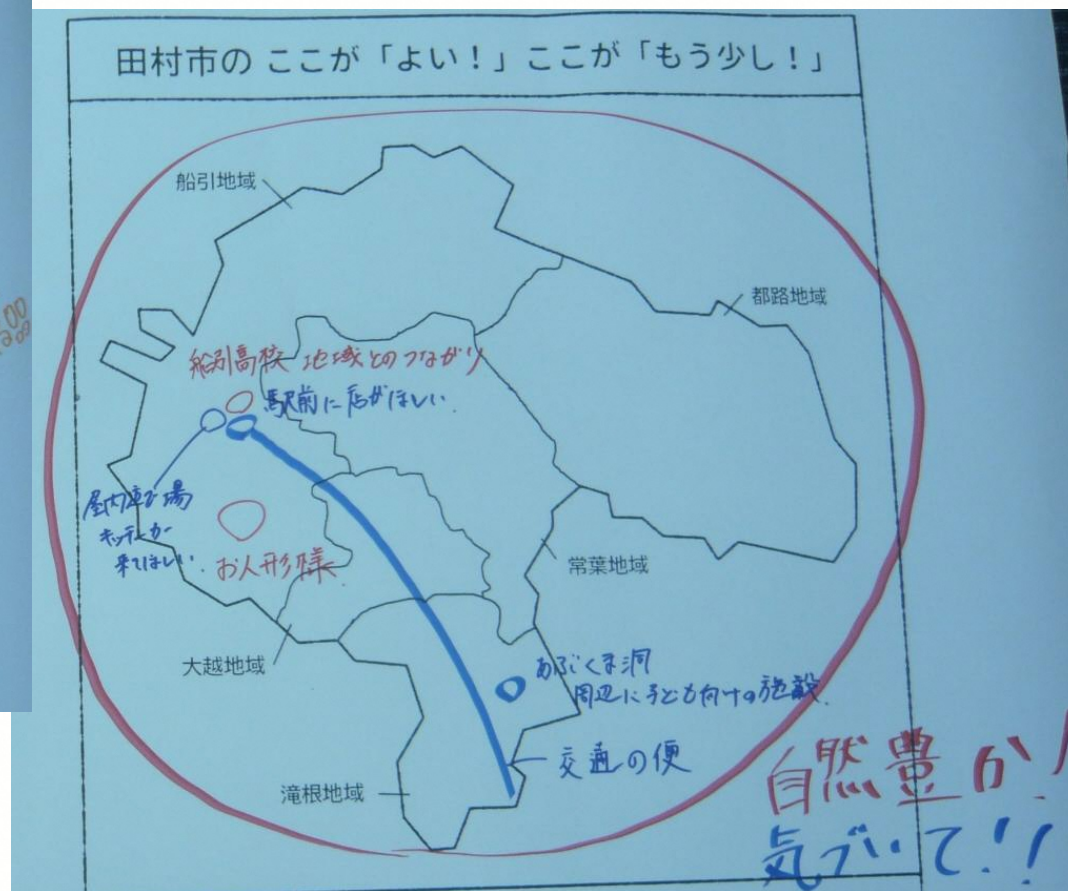 田村市の ここが「よい！」ここが「もう少し！」
船引地域
都路地域
船引高校 地域とのつながり
駅前に店がほしい.
屋内 場
キッチンカー
来てほしい.
お人形様
常葉地域
大越地域
あぶくま洞
周辺に子ども向けの施設.
交通の便
滝根地域
自然豊か!
気づいて!!